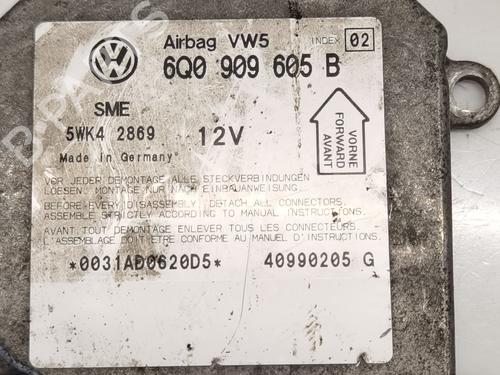 Airbag VW5 INDEX 02
6Q0 909 605 B
SME
5WK4 2869 12V
Made in Germany
VORNE
FORWARD
AVANT
VOR JEDER DEMONTAGE ALLE STECKVERBINDUNGEN
LOESEN. MONTAGE NUR NACH EINBAUANWEISUNG.
BEFORE EVERY DISASSEMBLY, DETACH ALL CONNECTORS.
ASSEMBLE STRICTLY ACCORDING TO MANUAL INSTRUCTIONS.
AVANT TOUT DEMONTAGE ENLEVER TOUS LES CONNECTEURS.
L'ASSEMBLAGE DOIT ÊTRE CONFORME AU MANUEL D'INSTRUCTIONS.
*0031AD0620D5* 40990205 G